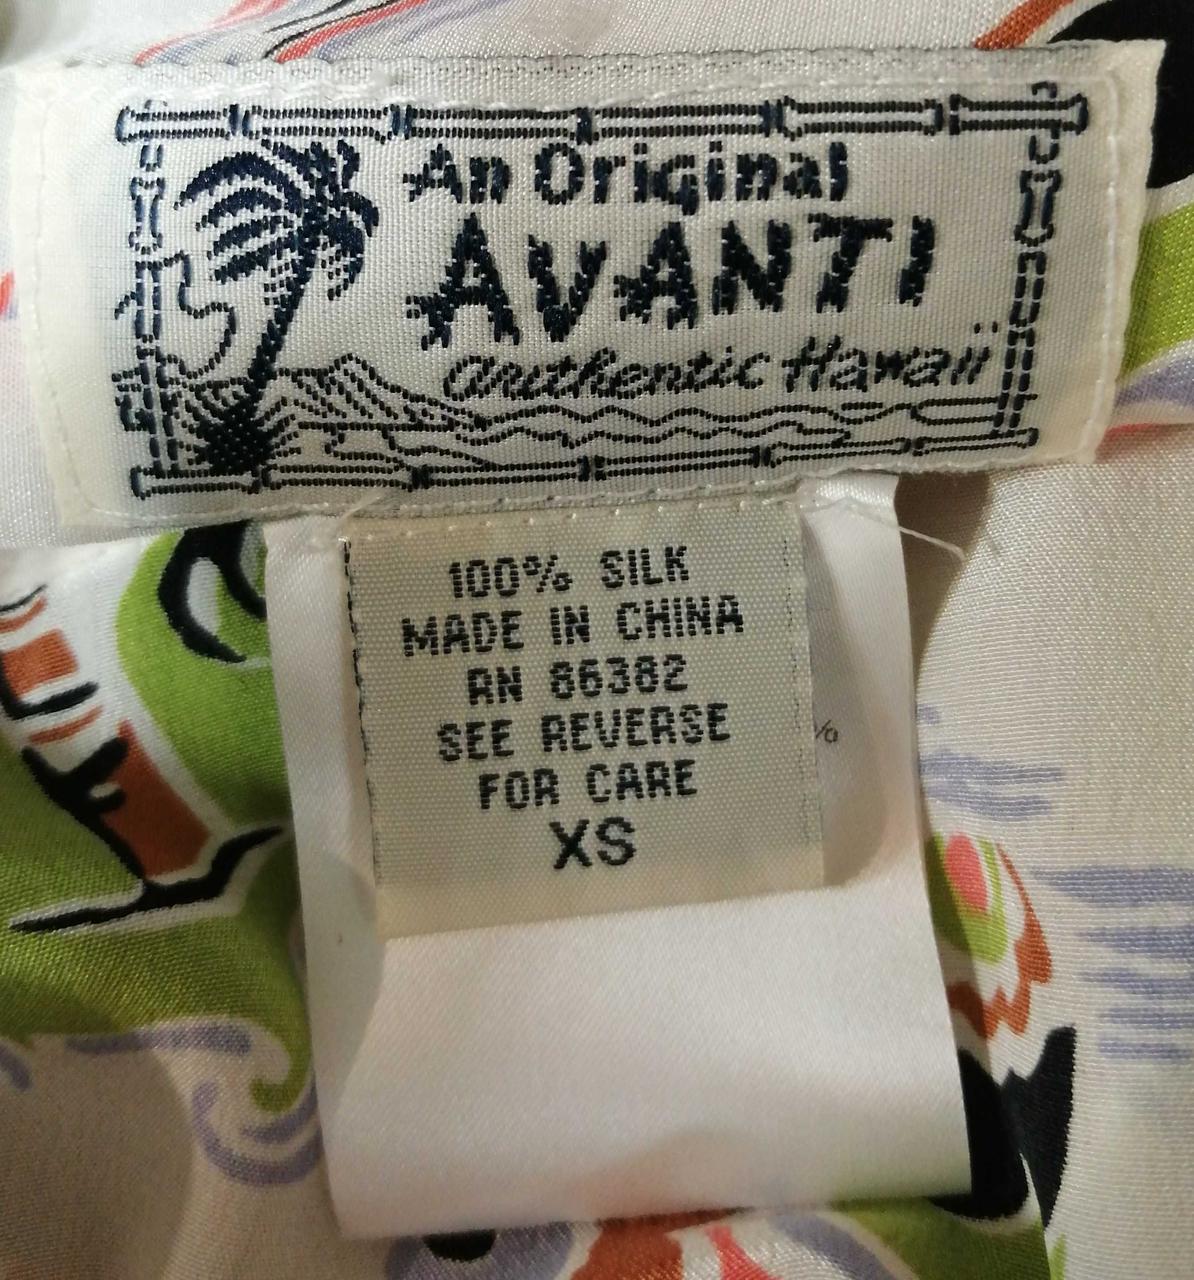 An Original
AVANTI
authentic Hawaii
100% SILK
MADE IN CHINA
RN 86382
SEE REVERSE
FOR CARE
XS
%